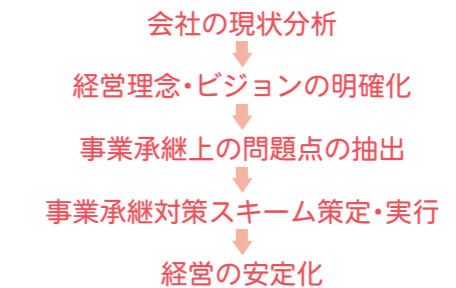 会社の現状分析
経営理念・ビジョンの明確化
事業承継上の問題点の抽出
事業承継対策スキーム策定・実行
経営の安定化